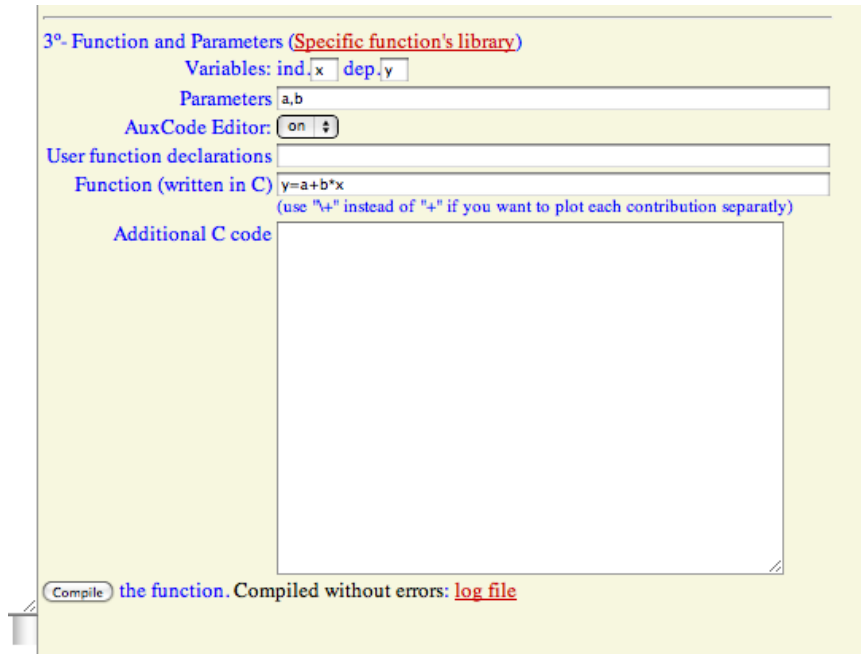 3º- Function and Parameters (Specific function's library)
Variables: ind. x dep. y
Parameters a,b
AuxCode Editor: on
User function declarations
Function (written in C) y=a+b*x
(use "\+" instead of "+" if you want to plot each contribution separatly)
Additional C code
Compile the function. Compiled without errors: log file